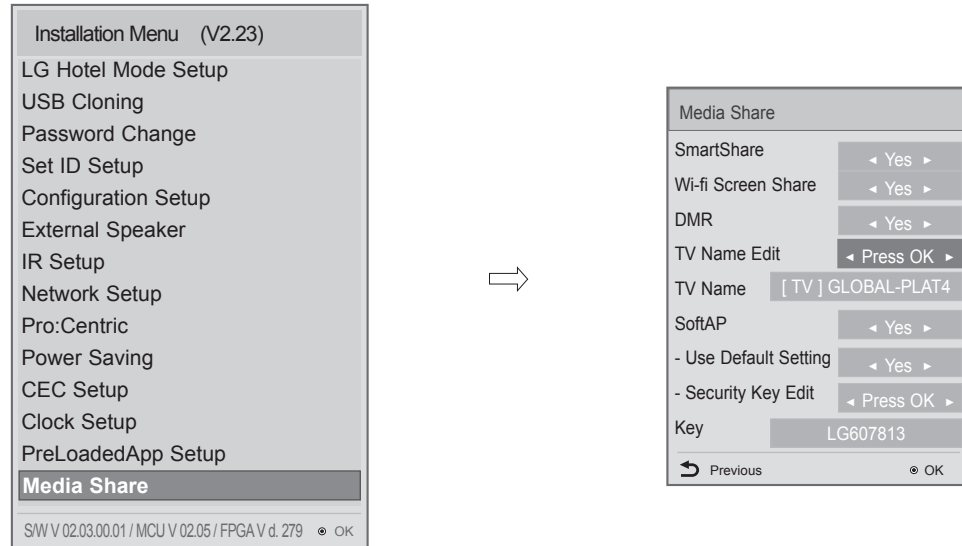 Installation Menu (V2.23)
LG Hotel Mode Setup
USB Cloning
Password Change
Set ID Setup
Configuration Setup
External Speaker
IR Setup
Network Setup
Pro:Centric
Power Saving
CEC Setup
Clock Setup
PreLoadedApp Setup
Media Share
S/W V 02.03.00.01 / MCU V 02.05 / FPGA V d. 279 ◉ OK
Media Share
SmartShare ◄ Yes ►
Wi-fi Screen Share ◄ Yes ►
DMR ◄ Yes ►
TV Name Edit ◄ Press OK ►
TV Name [ TV ] GLOBAL-PLAT4
SoftAP ◄ Yes ►
- Use Default Setting ◄ Yes ►
- Security Key Edit ◄ Press OK ►
Key LG607813
Previous ◉ OK